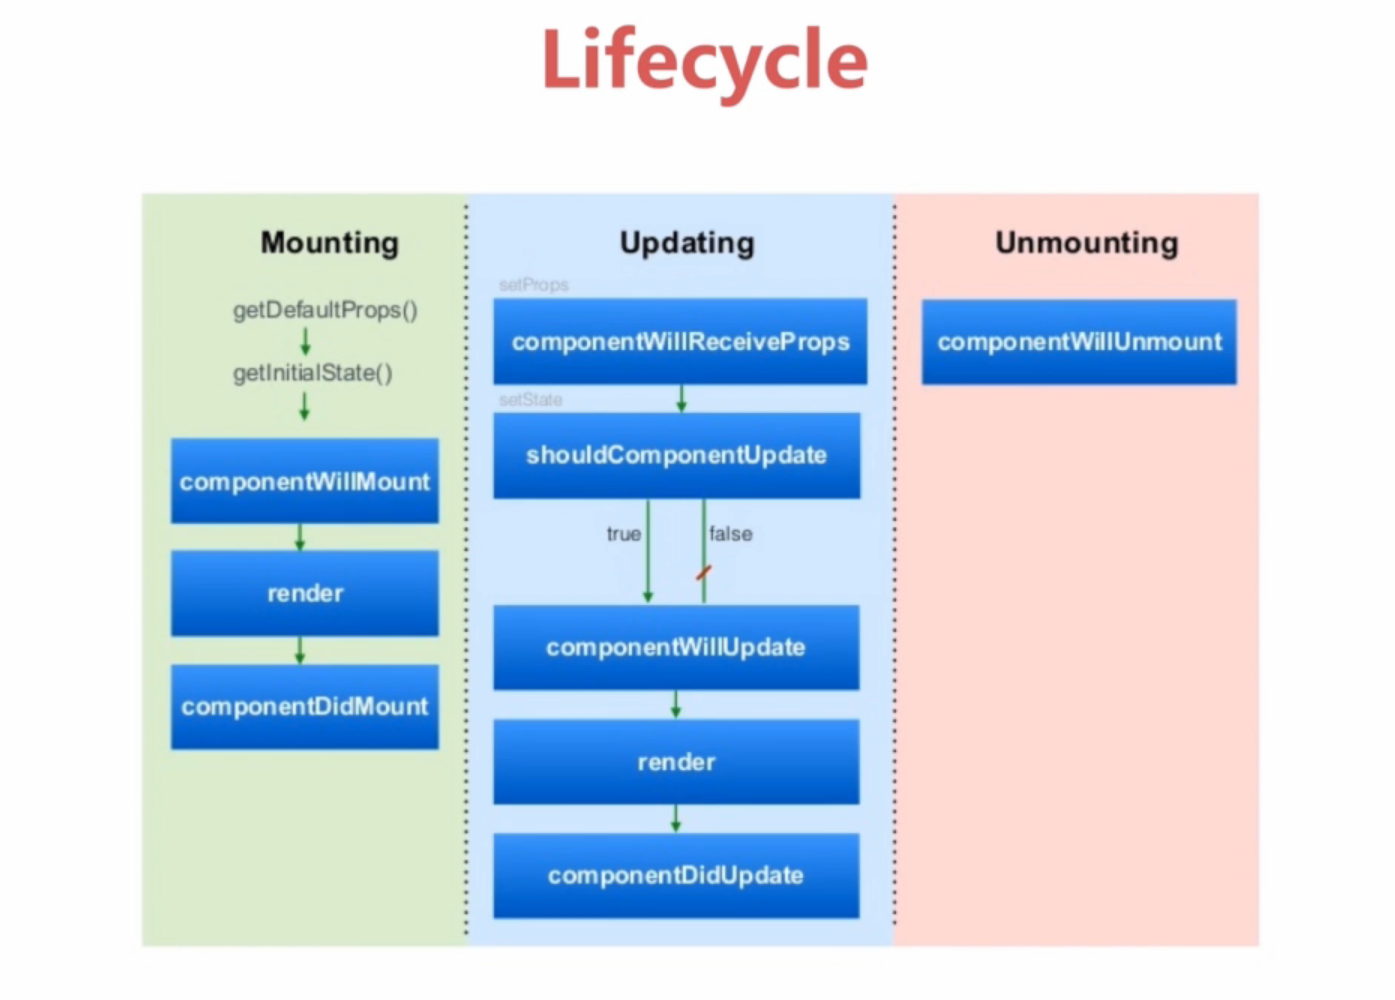 Lifecycle
Mounting
getDefaultProps()
getInitialState()
componentWillMount
render
componentDidMount
Updating
setProps
componentWillReceiveProps
setState
shouldComponentUpdate
true
false
componentWillUpdate
render
componentDidUpdate
Unmounting
componentWillUnmount